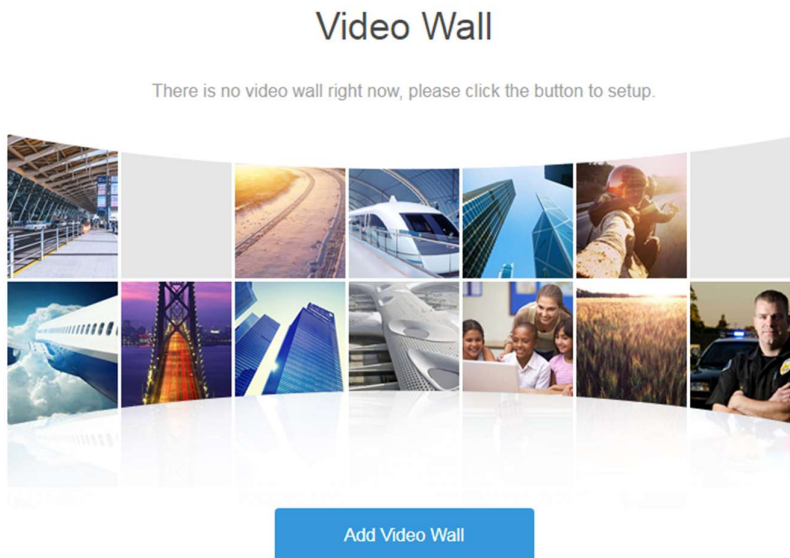 Video Wall
There is no video wall right now, please click the button to setup.
Add Video Wall